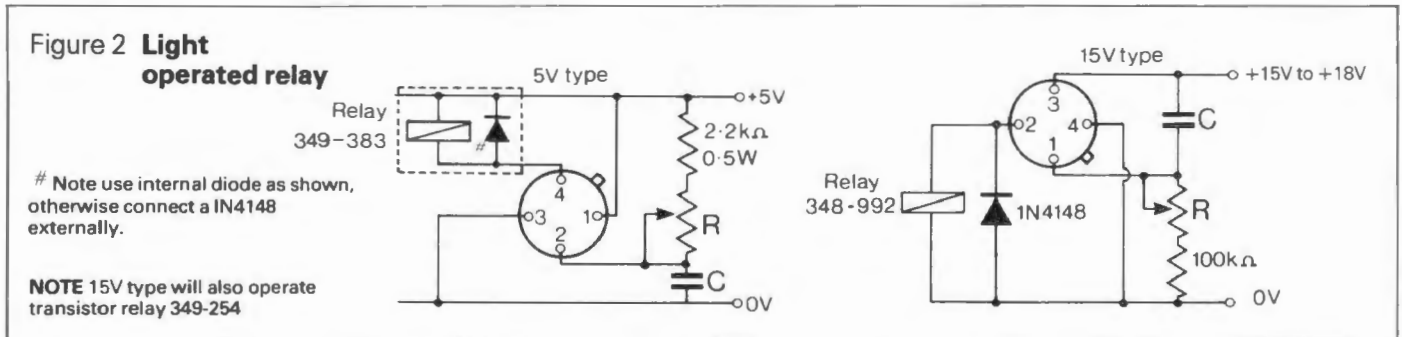 Figure 2 Light
operated relay
5V type
Relay
349-383
#
+5V
2·2kΩ
0·5W
4
3
1
2
R
C
0V
# Note use internal diode as shown,
otherwise connect a IN4148
externally.
NOTE 15V type will also operate
transistor relay 349-254
15V type
+15V to +18V
3
2
4
1
C
Relay
348-992
1N4148
R
100kΩ
0V